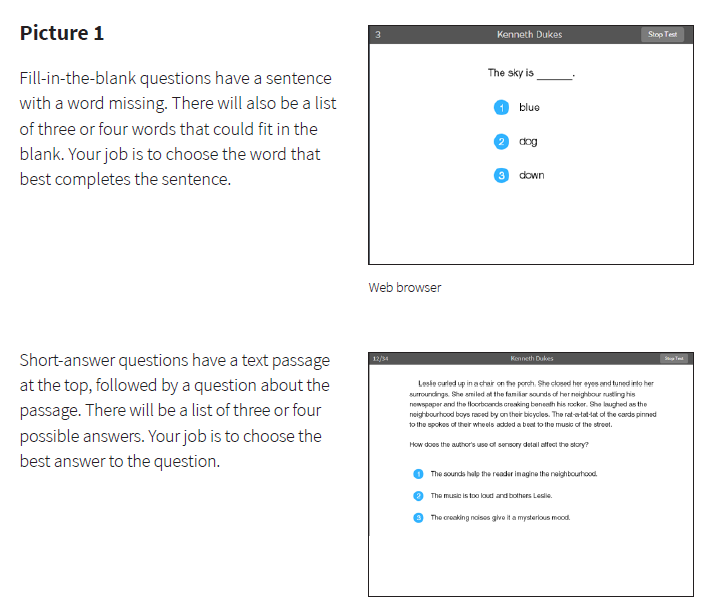 Picture 1
Fill-in-the-blank questions have a sentence
with a word missing. There will also be a list
of three or four words that could fit in the
blank. Your job is to choose the word that
best completes the sentence.
3 Kenneth Dukes Stop Test
The sky is ______.
1 blue
2 dog
3 down
Web browser
Short-answer questions have a text passage
at the top, followed by a question about the
passage. There will be a list of three or four
possible answers. Your job is to choose the
best answer to the question.
12/34 Kenneth Dukes Stop Test
Leslie curled up in a chair on the porch. She closed her eyes and tuned into her
surroundings. She smiled at the familiar sounds of her neighbour rustling his
newspaper and the floorboards creaking beneath his rocker. She laughed as the
neighbourhood boys raced by on their bicycles. The rat-a-tat-tat of the cards pinned
to the spokes of their wheels added a beat to the music of the street.
How does the author's use of sensory detail affect the story?
1 The sounds help the reader imagine the neighbourhood.
2 The music is too loud and bothers Leslie.
3 The creaking noises give it a mysterious mood.